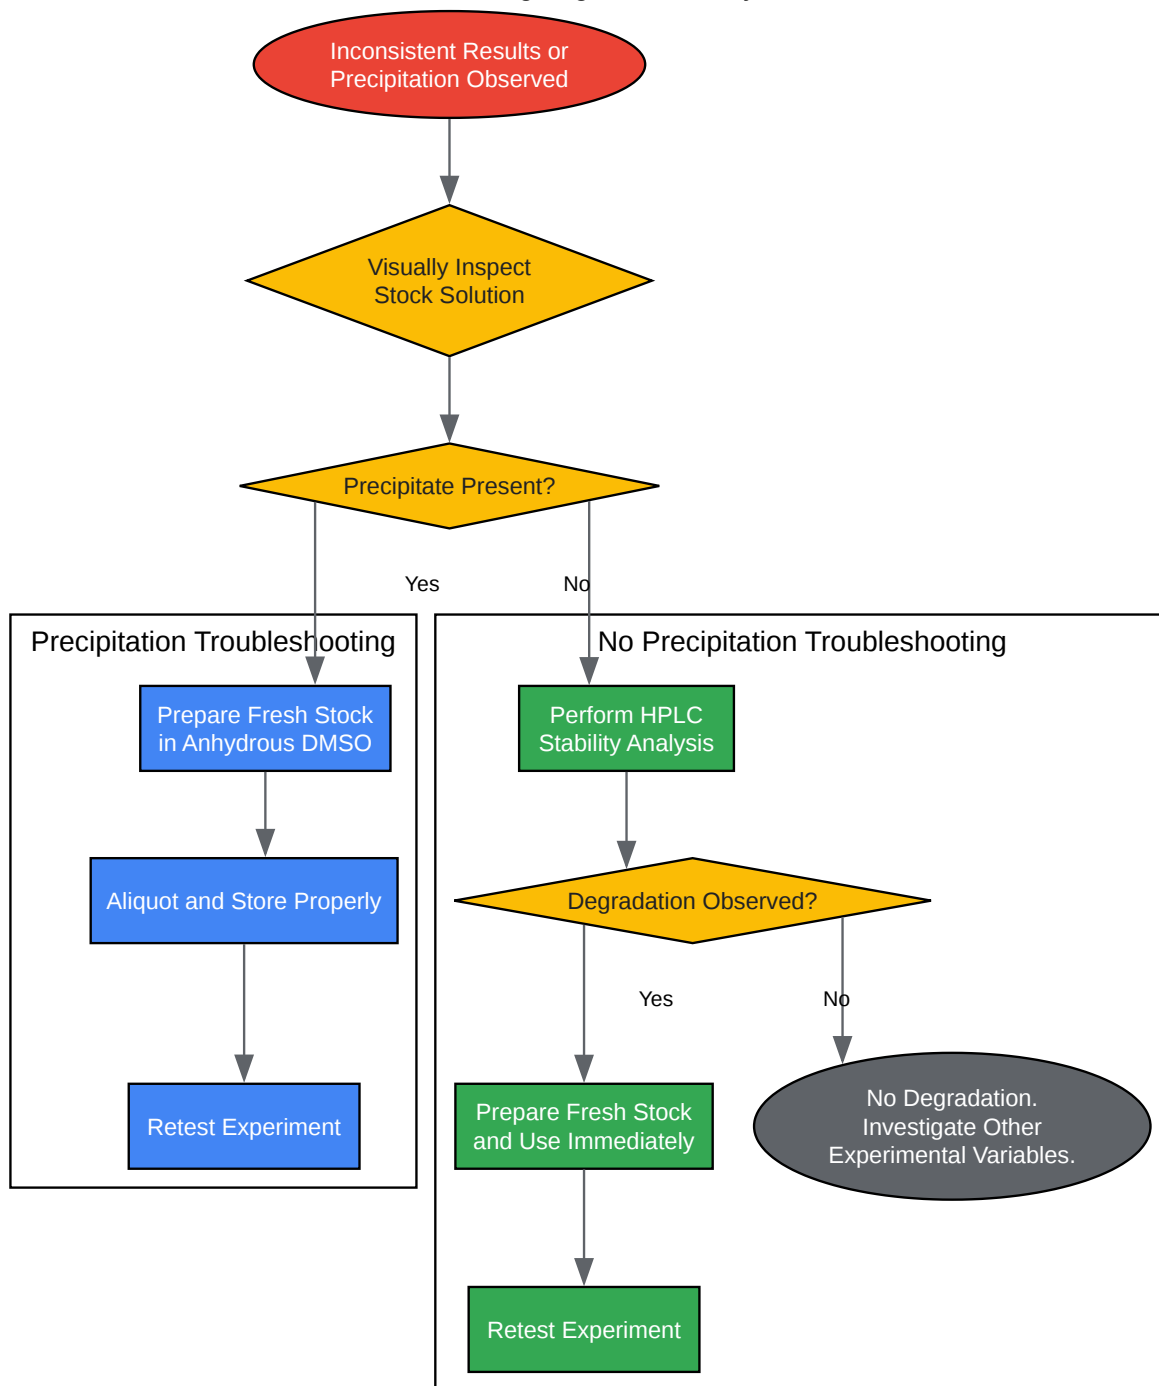 Inconsistent Results or
Precipitation Observed
Visually Inspect
Stock Solution
Precipitate Present?
Yes
No
Precipitation Troubleshooting
No Precipitation Troubleshooting
Prepare Fresh Stock
in Anhydrous DMSO
Perform HPLC
Stability Analysis
Aliquot and Store Properly
Degradation Observed?
Yes
No
Retest Experiment
Prepare Fresh Stock
and Use Immediately
No Degradation.
Investigate Other
Experimental Variables.
Retest Experiment